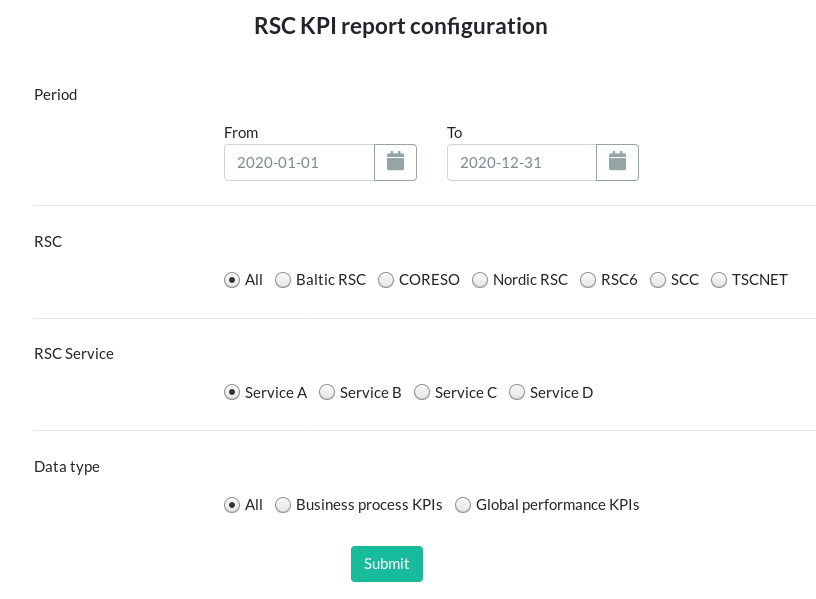 RSC KPI report configuration
Period
From To
2020-01-01 2020-12-31
RSC
All Baltic RSC CORESO Nordic RSC RSC6 SCC TSCNET
RSC Service
Service A Service B Service C Service D
Data type
All Business process KPIs Global performance KPIs
Submit